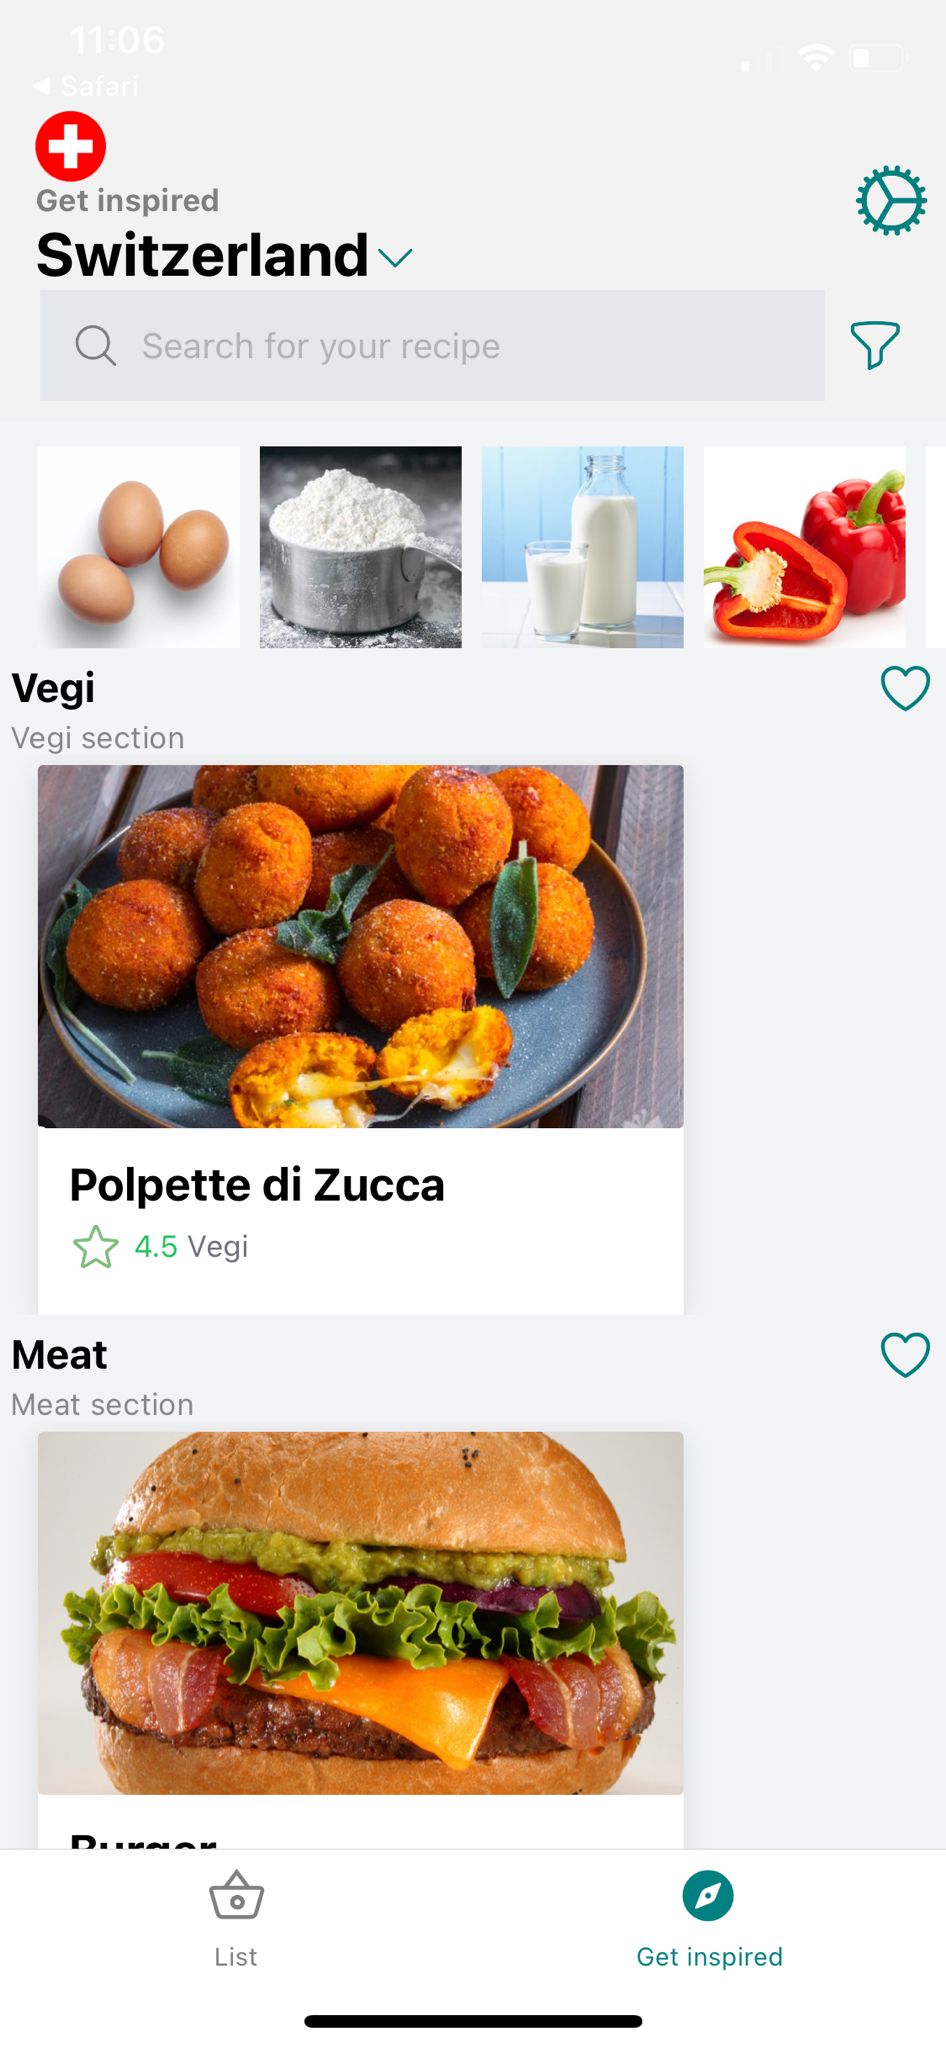 11:06
◀ Safari
Get inspired
Switzerland
Search for your recipe
Vegi
Vegi section
Polpette di Zucca
4.5 Vegi
Meat
Meat section
Burger
List
Get inspired